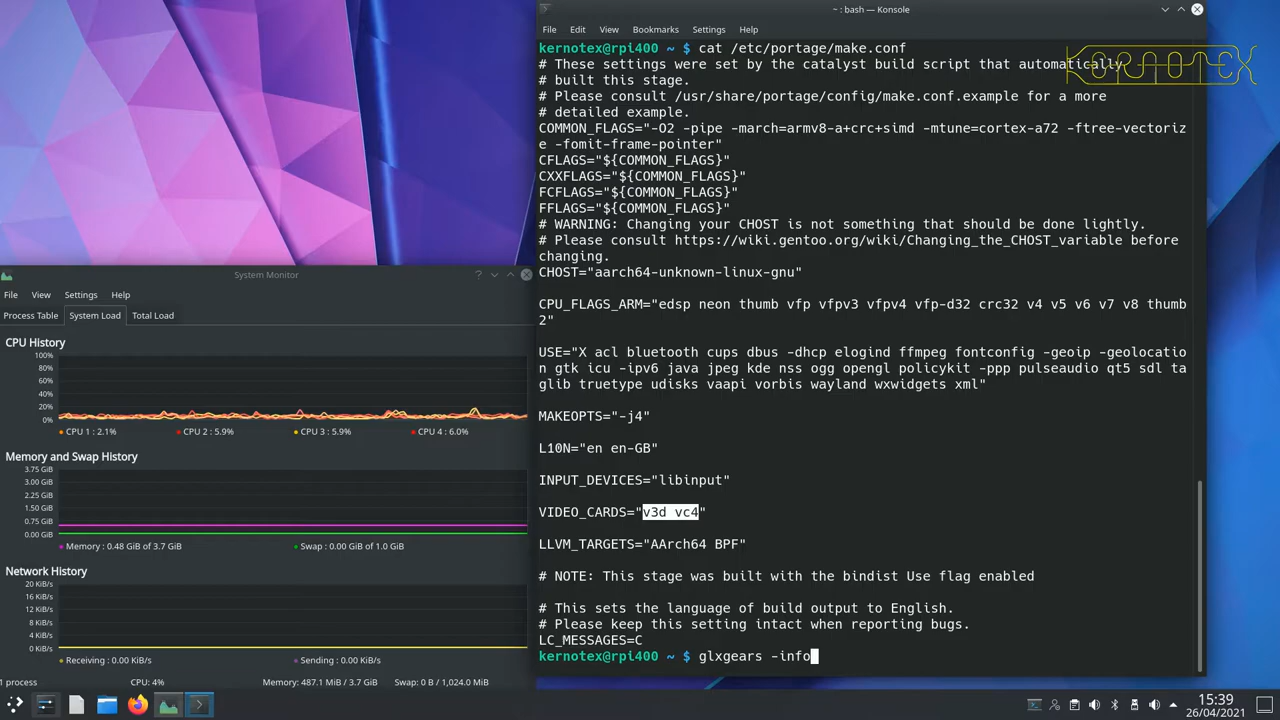 ~ : bash — Konsole
File Edit View Bookmarks Settings Help
kernotex@rpi400 ~ $ cat /etc/portage/make.conf
# These settings were set by the catalyst build script that automatically
# built this stage.
# Please consult /usr/share/portage/config/make.conf.example for a more
# detailed example.
COMMON_FLAGS="-O2 -pipe -march=armv8-a+crc+simd -mtune=cortex-a72 -ftree-vectoriz
e -fomit-frame-pointer"
CFLAGS="${COMMON_FLAGS}"
CXXFLAGS="${COMMON_FLAGS}"
FCFLAGS="${COMMON_FLAGS}"
FFLAGS="${COMMON_FLAGS}"
# WARNING: Changing your CHOST is not something that should be done lightly.
# Please consult https://wiki.gentoo.org/wiki/Changing_the_CHOST_variable before
changing.
CHOST="aarch64-unknown-linux-gnu"
CPU_FLAGS_ARM="edsp neon thumb vfp vfpv3 vfpv4 vfp-d32 crc32 v4 v5 v6 v7 v8 thumb
2"
USE="X acl bluetooth cups dbus -dhcp elogind ffmpeg fontconfig -geoip -geolocatio
n gtk icu -ipv6 java jpeg kde nss ogg opengl policykit -ppp pulseaudio qt5 sdl ta
glib truetype udisks vaapi vorbis wayland wxwidgets xml"
MAKEOPTS="-j4"
L10N="en en-GB"
INPUT_DEVICES="libinput"
VIDEO_CARDS="v3d vc4"
LLVM_TARGETS="AArch64 BPF"
# NOTE: This stage was built with the bindist Use flag enabled
# This sets the language of build output to English.
# Please keep this setting intact when reporting bugs.
LC_MESSAGES=C
kernotex@rpi400 ~ $ glxgears -info
System Monitor
File View Settings Help
Process Table System Load Total Load
CPU History
100%
80%
60%
40%
20%
0%
CPU 1 : 2.1% CPU 2 : 5.9% CPU 3 : 5.9% CPU 4 : 6.0%
Memory and Swap History
3.75 GiB
3.00 GiB
2.25 GiB
1.50 GiB
0.75 GiB
0.00 GiB
Memory : 0.48 GiB of 3.7 GiB Swap : 0.00 GiB of 1.0 GiB
Network History
20 KiB/s
16 KiB/s
12 KiB/s
8 KiB/s
4 KiB/s
0 KiB/s
Receiving : 0.00 KiB/s Sending : 0.00 KiB/s
1 process CPU: 4% Memory: 487.1 MiB / 3.7 GiB Swap: 0 B / 1,024.0 MiB
15:39
26/04/2021